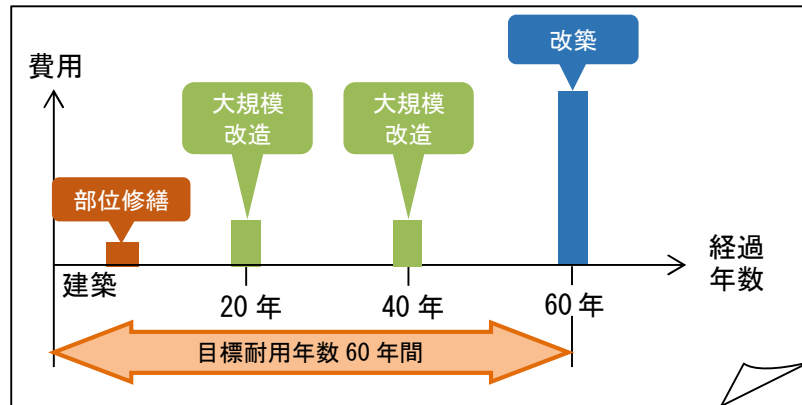 費用
部位修繕
大規模
改造
大規模
改造
改築
建築
20 年
40 年
60 年
経過
年数
目標耐用年数 60 年間